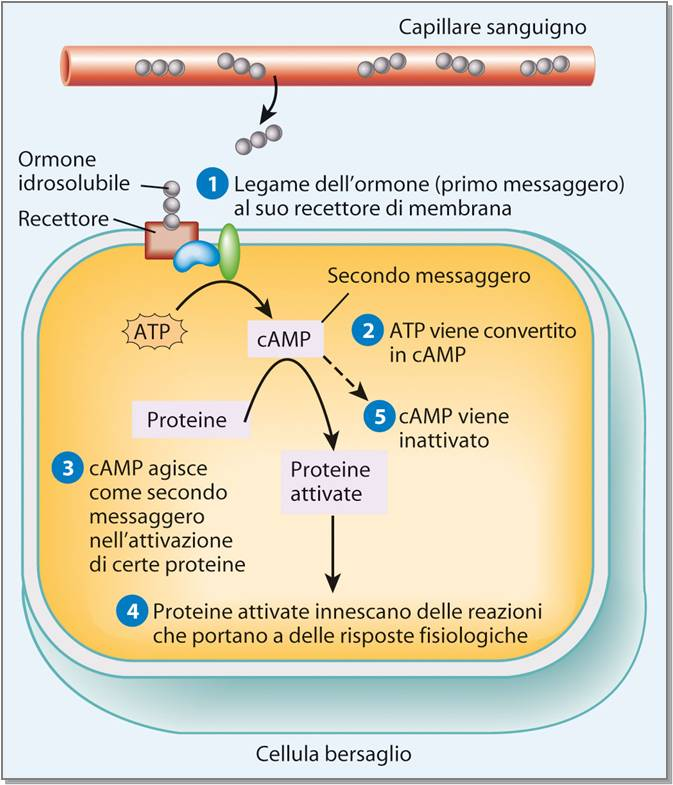 Capillare sanguigno
Ormone
idrosolubile
1 Legame dell'ormone (primo messaggero)
al suo recettore di membrana
Recettore
Secondo messaggero
ATP
cAMP
2 ATP viene convertito
in cAMP
Proteine
5 cAMP viene
inattivato
3 cAMP agisce
come secondo
messaggero
nell'attivazione
di certe proteine
Proteine
attivate
4 Proteine attivate innescano delle reazioni
che portano a delle risposte fisiologiche
Cellula bersaglio